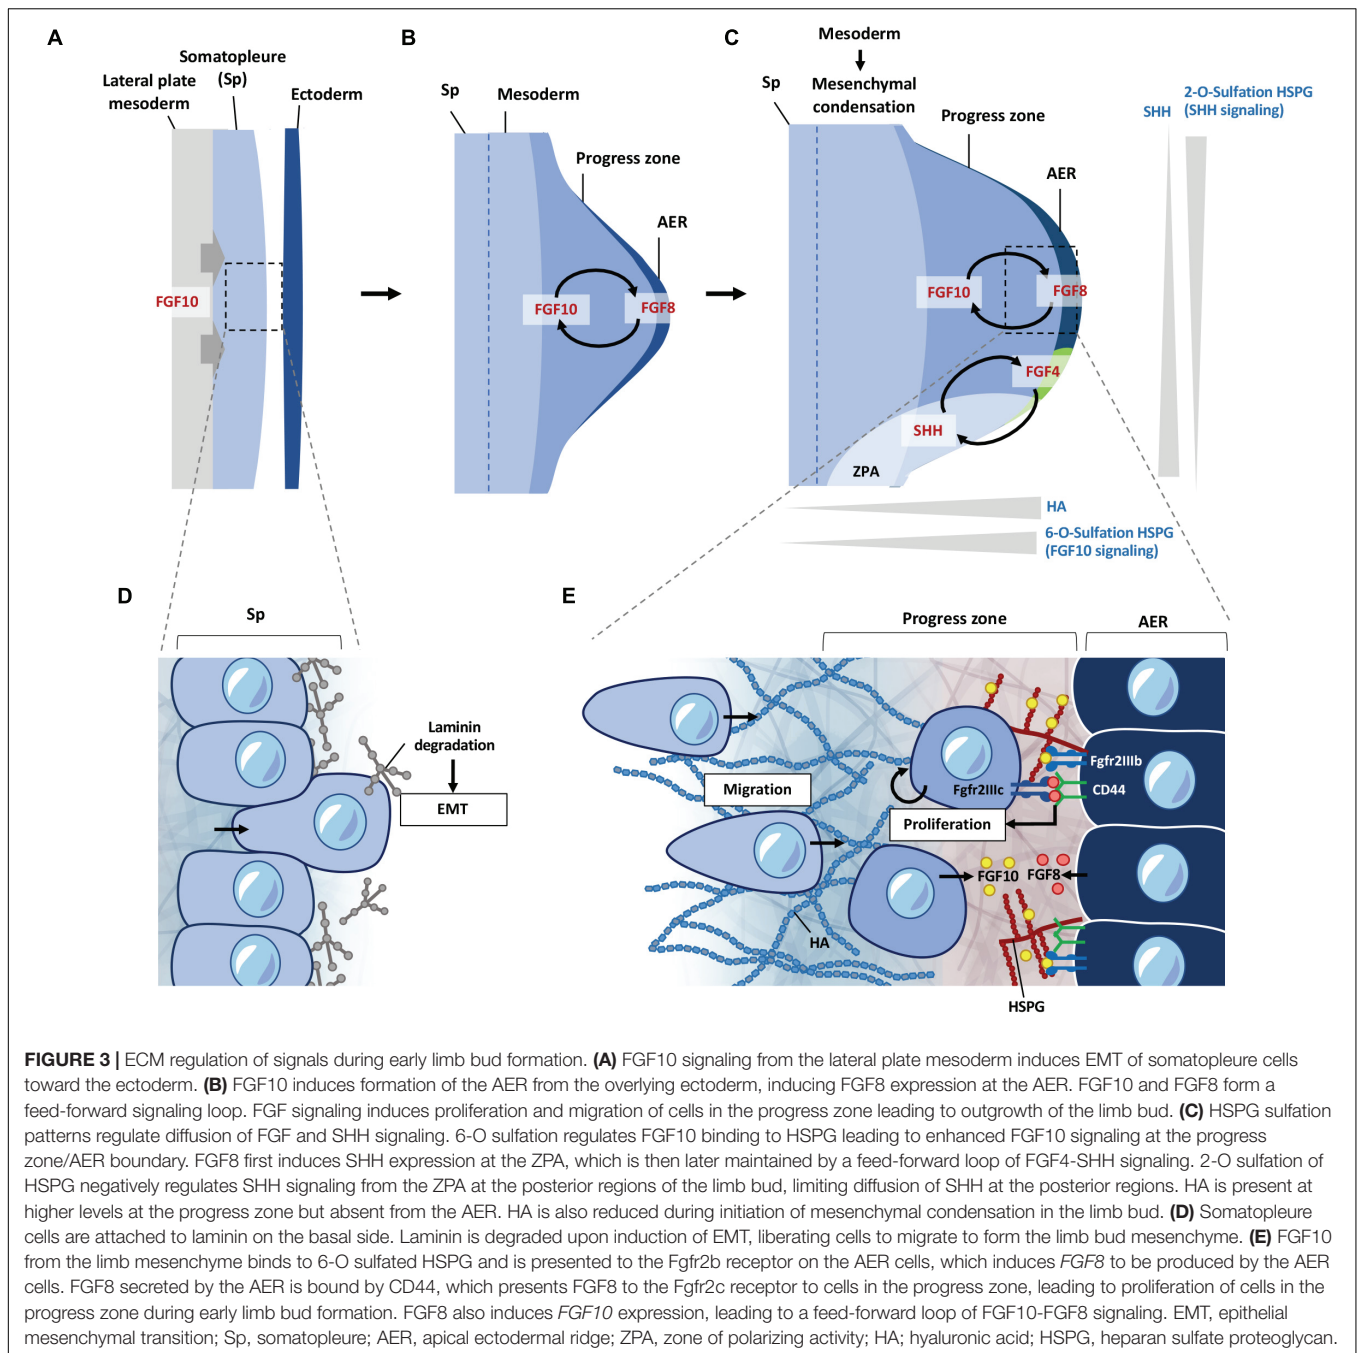 A
Lateral plate
mesoderm
Somatopleure
(Sp)
Ectoderm
FGF10
B
Sp
Mesoderm
Progress zone
AER
FGF10
FGF8
C
Mesoderm
Sp
Mesenchymal
condensation
Progress zone
AER
FGF10
FGF8
FGF4
SHH
ZPA
SHH
2-O-Sulfation HSPG
(SHH signaling)
HA
6-O-Sulfation HSPG
(FGF10 signaling)
D
Sp
Laminin
degradation
EMT
E
Progress zone
AER
Migration
Fgfr2IIIb
Fgfr2IIIc
CD44
Proliferation
FGF10
FGF8
HA
HSPG
FIGURE 3 | ECM regulation of signals during early limb bud formation. (A) FGF10 signaling from the lateral plate mesoderm induces EMT of somatopleure cells
toward the ectoderm. (B) FGF10 induces formation of the AER from the overlying ectoderm, inducing FGF8 expression at the AER. FGF10 and FGF8 form a
feed-forward signaling loop. FGF signaling induces proliferation and migration of cells in the progress zone leading to outgrowth of the limb bud. (C) HSPG sulfation
patterns regulate diffusion of FGF and SHH signaling. 6-O sulfation regulates FGF10 binding to HSPG leading to enhanced FGF10 signaling at the progress
zone/AER boundary. FGF8 first induces SHH expression at the ZPA, which is then later maintained by a feed-forward loop of FGF4-SHH signaling. 2-O sulfation of
HSPG negatively regulates SHH signaling from the ZPA at the posterior regions of the limb bud, limiting diffusion of SHH at the posterior regions. HA is present at
higher levels at the progress zone but absent from the AER. HA is also reduced during initiation of mesenchymal condensation in the limb bud. (D) Somatopleure
cells are attached to laminin on the basal side. Laminin is degraded upon induction of EMT, liberating cells to migrate to form the limb bud mesenchyme. (E) FGF10
from the limb mesenchyme binds to 6-O sulfated HSPG and is presented to the Fgfr2b receptor on the AER cells, which induces FGF8 to be produced by the AER
cells. FGF8 secreted by the AER is bound by CD44, which presents FGF8 to the Fgfr2c receptor to cells in the progress zone, leading to proliferation of cells in the
progress zone during early limb bud formation. FGF8 also induces FGF10 expression, leading to a feed-forward loop of FGF10-FGF8 signaling. EMT, epithelial
mesenchymal transition; Sp, somatopleure; AER, apical ectodermal ridge; ZPA, zone of polarizing activity; HA; hyaluronic acid; HSPG, heparan sulfate proteoglycan.